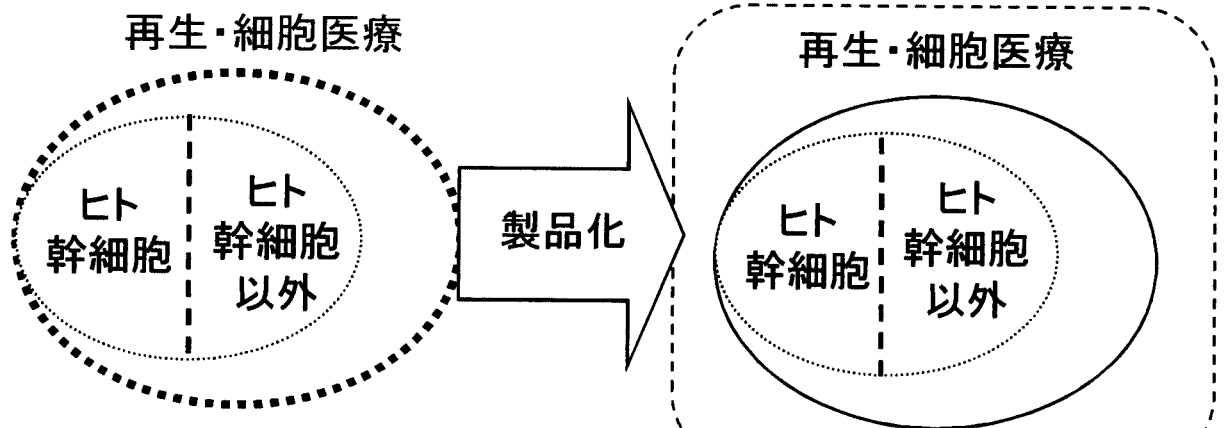 再生・細胞医療
ヒト
幹細胞
ヒト
幹細胞
以外
製品化
再生・細胞医療
ヒト
幹細胞
ヒト
幹細胞
以外